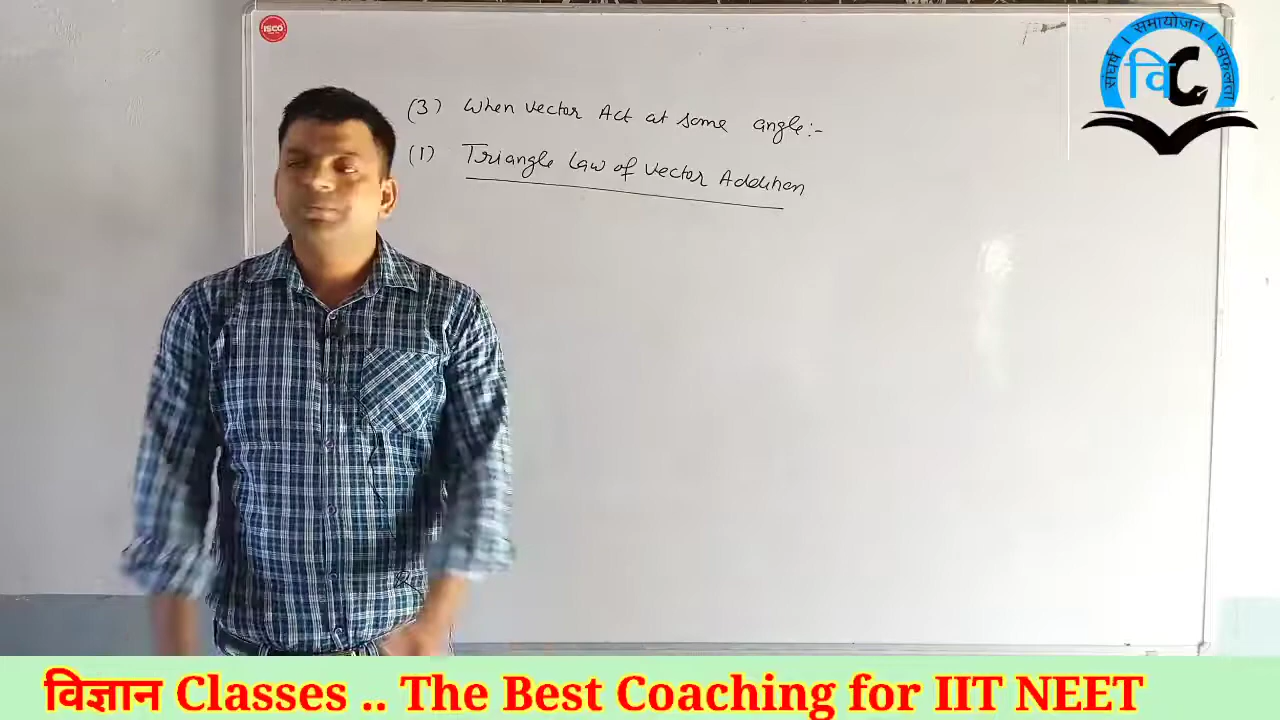 ISCO
संघर्ष । समायोजन । सफलता
वि C
(3) When vector Act at some angle:-
(1) Triangle Law of vector Addition
विज्ञान Classes .. The Best Coaching for IIT NEET